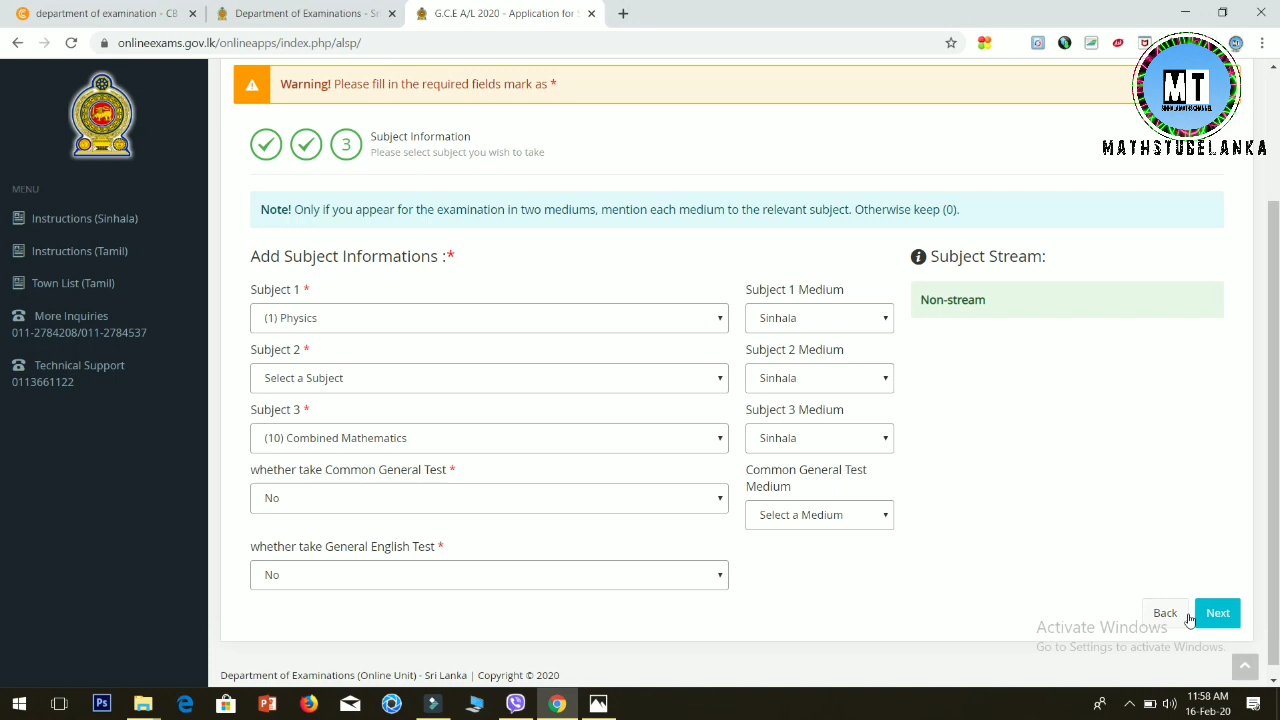 department of examination - CB
Department of Examinations - Sr
G.C.E A/L 2020 - Application for S
onlineexams.gov.lk/onlineapps/index.php/alsp/
MT
MATHSTUBELANKA
Warning! Please fill in the required fields mark as *
3
Subject Information
Please select subject you wish to take
MENU
Instructions (Sinhala)
Instructions (Tamil)
Town List (Tamil)
More Inquiries
011-2784208/011-2784537
Technical Support
0113661122
Note! Only if you appear for the examination in two mediums, mention each medium to the relevant subject. Otherwise keep (0).
Add Subject Informations :*
Subject Stream:
Subject 1 *
Subject 1 Medium
(1) Physics
Sinhala
Non-stream
Subject 2 *
Subject 2 Medium
Select a Subject
Sinhala
Subject 3 *
Subject 3 Medium
(10) Combined Mathematics
Sinhala
whether take Common General Test *
Common General Test
Medium
No
Select a Medium
whether take General English Test *
No
Back
Next
Activate Windows
Go to Settings to activate Windows.
Department of Examinations (Online Unit) - Sri Lanka | Copyright © 2020
Ps
11:58 AM
16-Feb-20